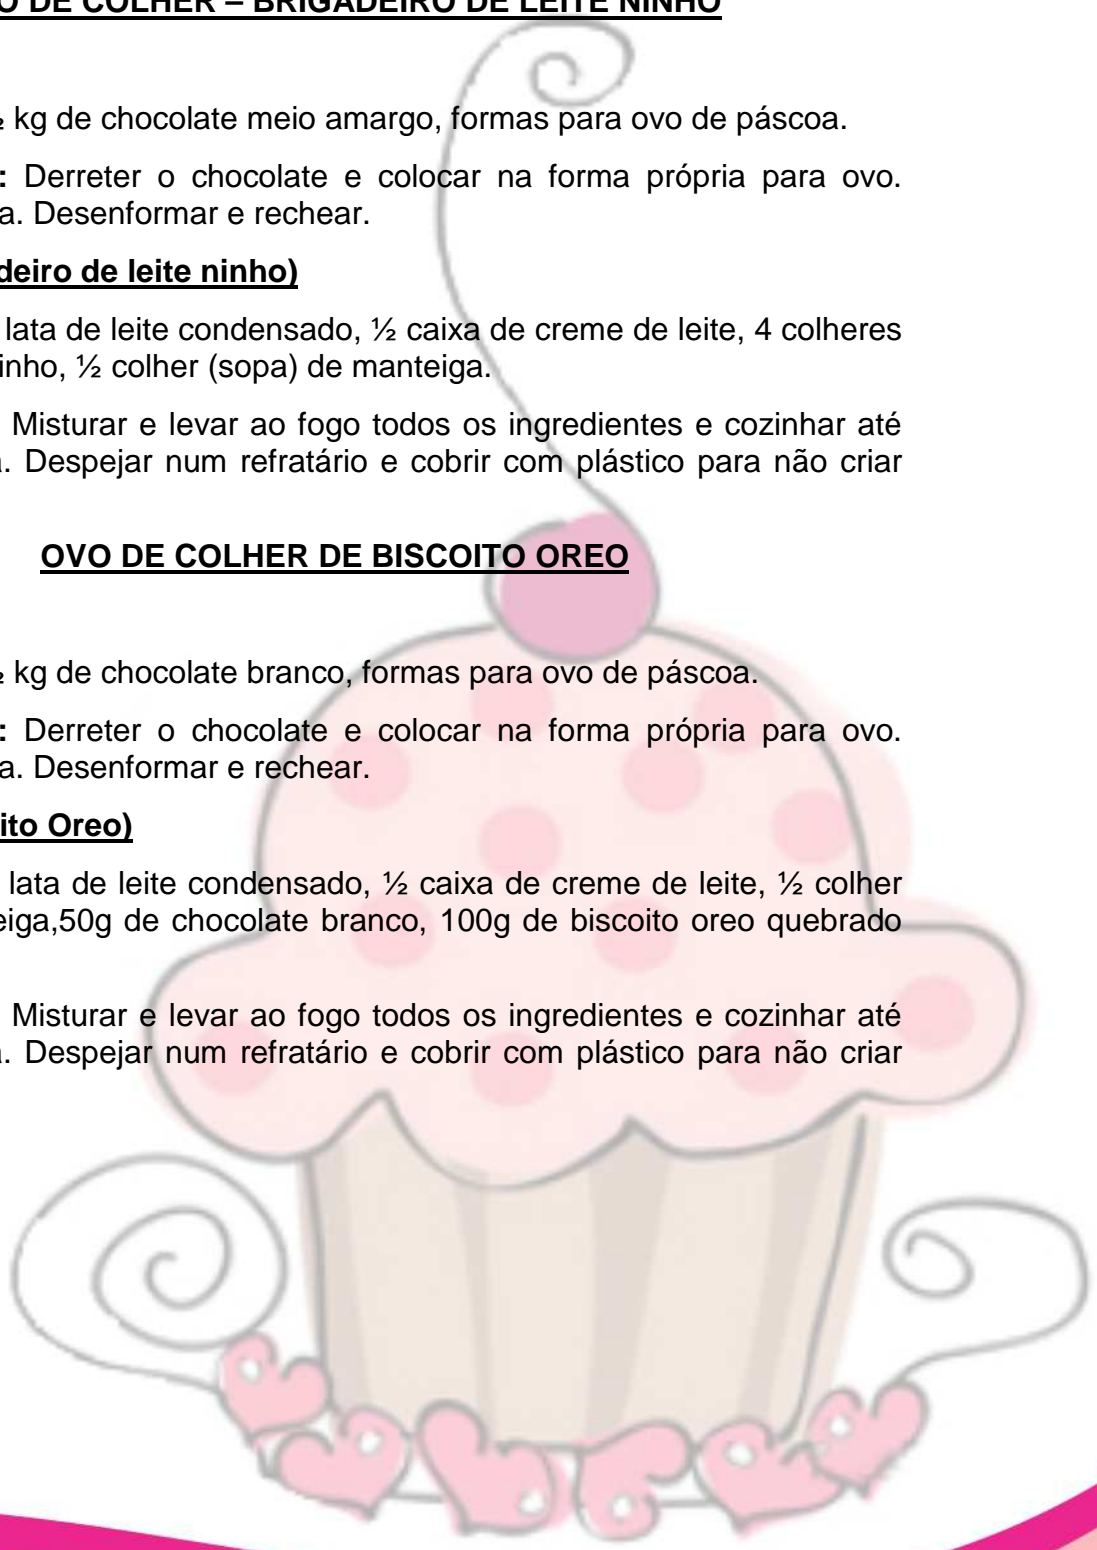 O DE COLHER – BRIGADEIRO DE LEITE NINHO
½ kg de chocolate meio amargo, formas para ovo de páscoa.
: Derreter o chocolate e colocar na forma própria para ovo.
a. Desenformar e rechear.
deiro de leite ninho)
lata de leite condensado, ½ caixa de creme de leite, 4 colheres
inho, ½ colher (sopa) de manteiga.
Misturar e levar ao fogo todos os ingredientes e cozinhar até
a. Despejar num refratário e cobrir com plástico para não criar
OVO DE COLHER DE BISCOITO OREO
½ kg de chocolate branco, formas para ovo de páscoa.
: Derreter o chocolate e colocar na forma própria para ovo.
a. Desenformar e rechear.
ito Oreo)
lata de leite condensado, ½ caixa de creme de leite, ½ colher
eiga,50g de chocolate branco, 100g de biscoito oreo quebrado
Misturar e levar ao fogo todos os ingredientes e cozinhar até
a. Despejar num refratário e cobrir com plástico para não criar